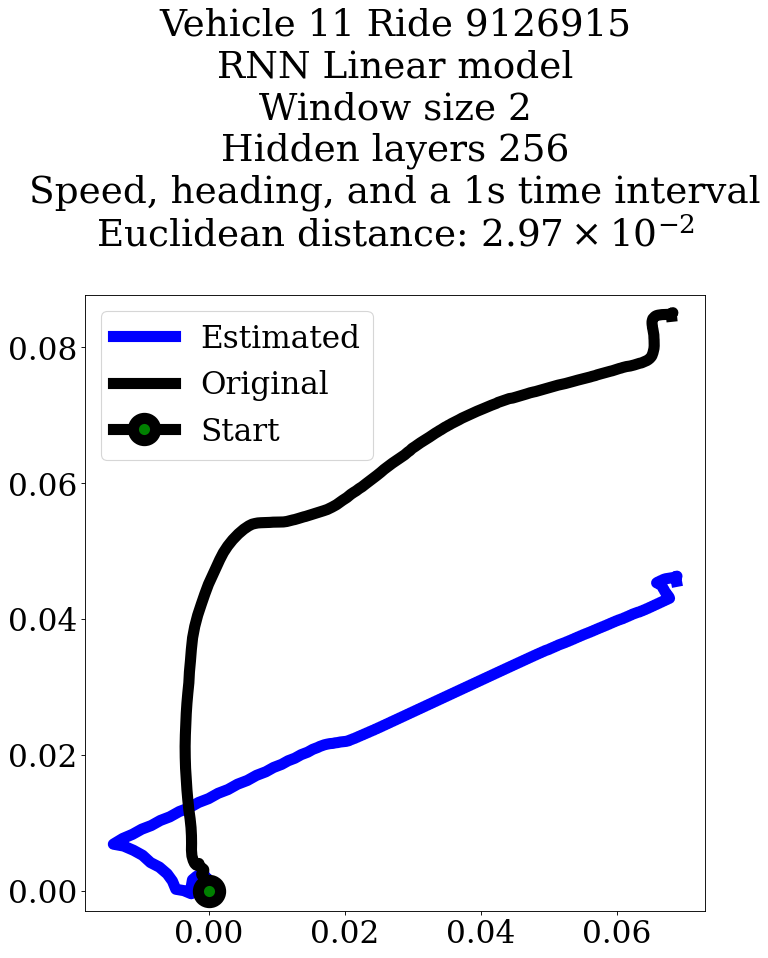 Vehicle 11 Ride 9126915
RNN Linear model
Window size 2
Hidden layers 256
Speed, heading, and a 1s time interval
Euclidean distance: 2.97 × 10⁻²
Estimated
Original
Start
0.08
0.06
0.04
0.02
0.00
0.00 0.02 0.04 0.06